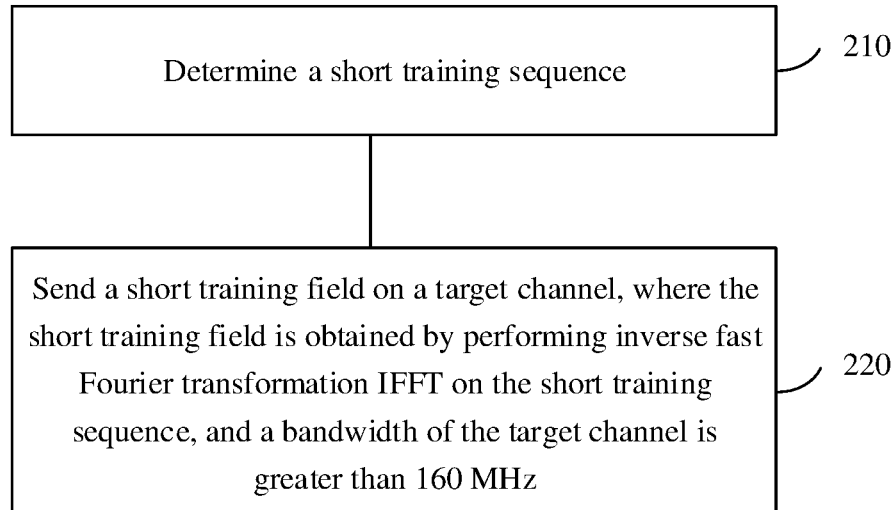 Determine a short training sequence
210
Send a short training field on a target channel, where the
short training field is obtained by performing inverse fast
Fourier transformation IFFT on the short training
sequence, and a bandwidth of the target channel is
greater than 160 MHz
220